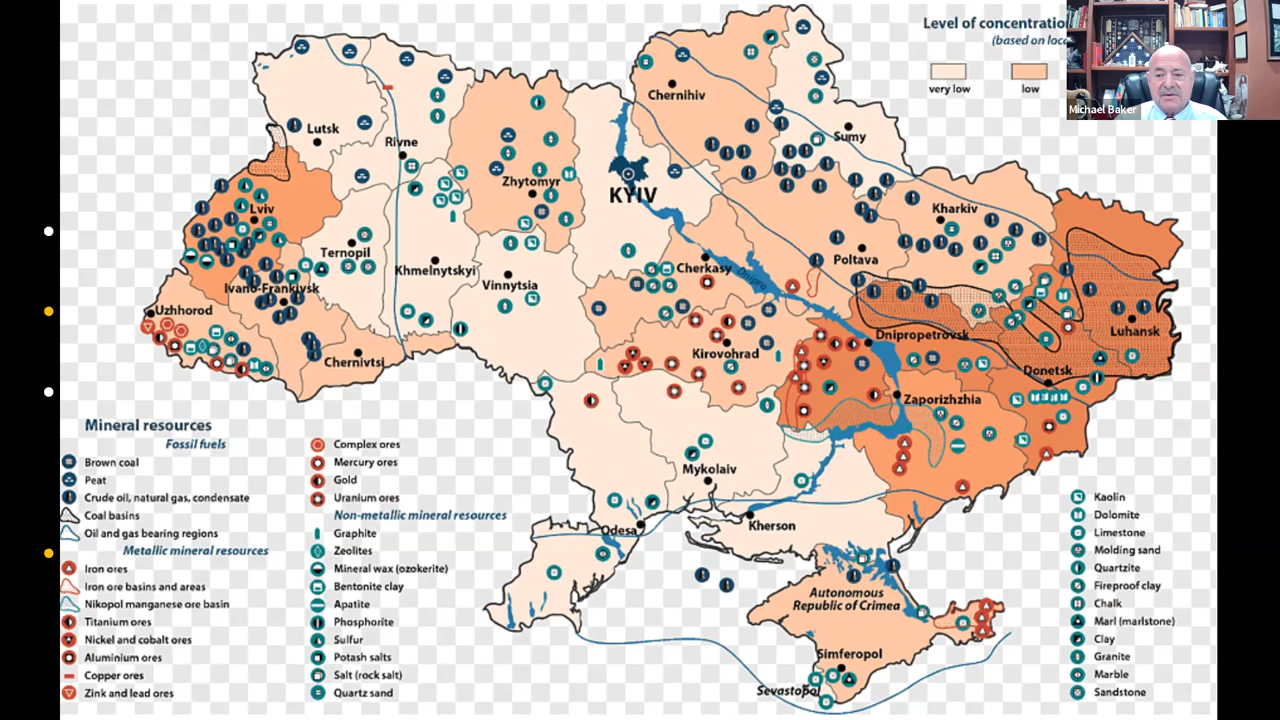 Level of concentratio
(based on loca
very low
low
Michael Baker
Chernihiv
Sumy
Lutsk
Rivne
KYIV
Zhytomyr
Lviv
Kharkiv
Ternopil
Khmelnytskyi
Poltava
Cherkasy
Dnipro
Vinnytsia
Ivano-Frankivsk
Uzhhorod
Luhansk
Dnipropetrovsk
Kirovohrad
Chernivtsi
Donetsk
Zaporizhzhia
Mykolaiv
Odesa
Kherson
Autonomous
Republic of Crimea
Simferopol
Sevastopol
Mineral resources
Fossil fuels
Brown coal
Peat
Crude oil, natural gas, condensate
Coal basins
Oil and gas bearing regions
Metallic mineral resources
Iron ores
Iron ore basins and areas
Nikopol manganese ore basin
Titanium ores
Nickel and cobalt ores
Aluminium ores
Copper ores
Zink and lead ores
Complex ores
Mercury ores
Gold
Uranium ores
Non-metallic mineral resources
Graphite
Zeolites
Mineral wax (ozokerite)
Bentonite clay
Apatite
Phosphorite
Sulfur
Potash salts
Salt (rock salt)
Quartz sand
Kaolin
Dolomite
Limestone
Molding sand
Quartzite
Fireproof clay
Chalk
Marl (marlstone)
Clay
Granite
Marble
Sandstone